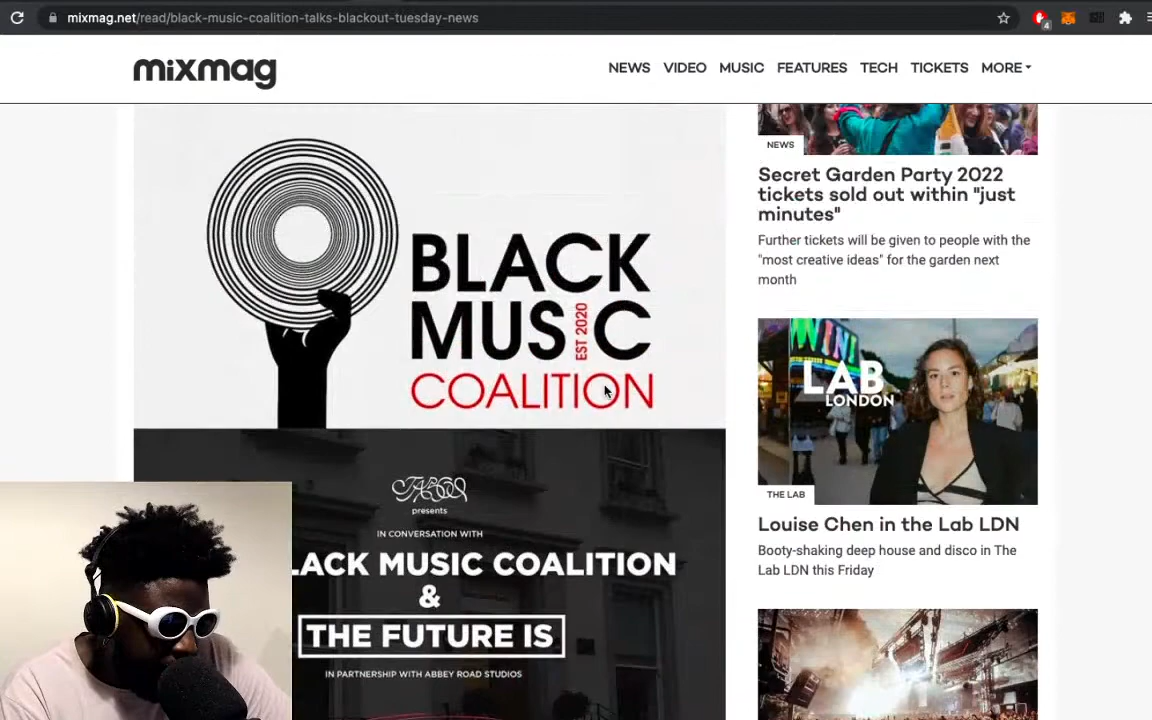 mixmag.net/read/black-music-coalition-talks-blackout-tuesday-news
4
mixmag
NEWS VIDEO MUSIC FEATURES TECH TICKETS MORE
BLACK
MUSIC
EST 2020
COALITION
presents
IN CONVERSATION WITH
LACK MUSIC COALITION
&
THE FUTURE IS
IN PARTNERSHIP WITH ABBEY ROAD STUDIOS
NEWS
Secret Garden Party 2022
tickets sold out within "just
minutes"
Further tickets will be given to people with the
"most creative ideas" for the garden next
month
MINI
LAB
LONDON
THE LAB
Louise Chen in the Lab LDN
Booty-shaking deep house and disco in The
Lab LDN this Friday